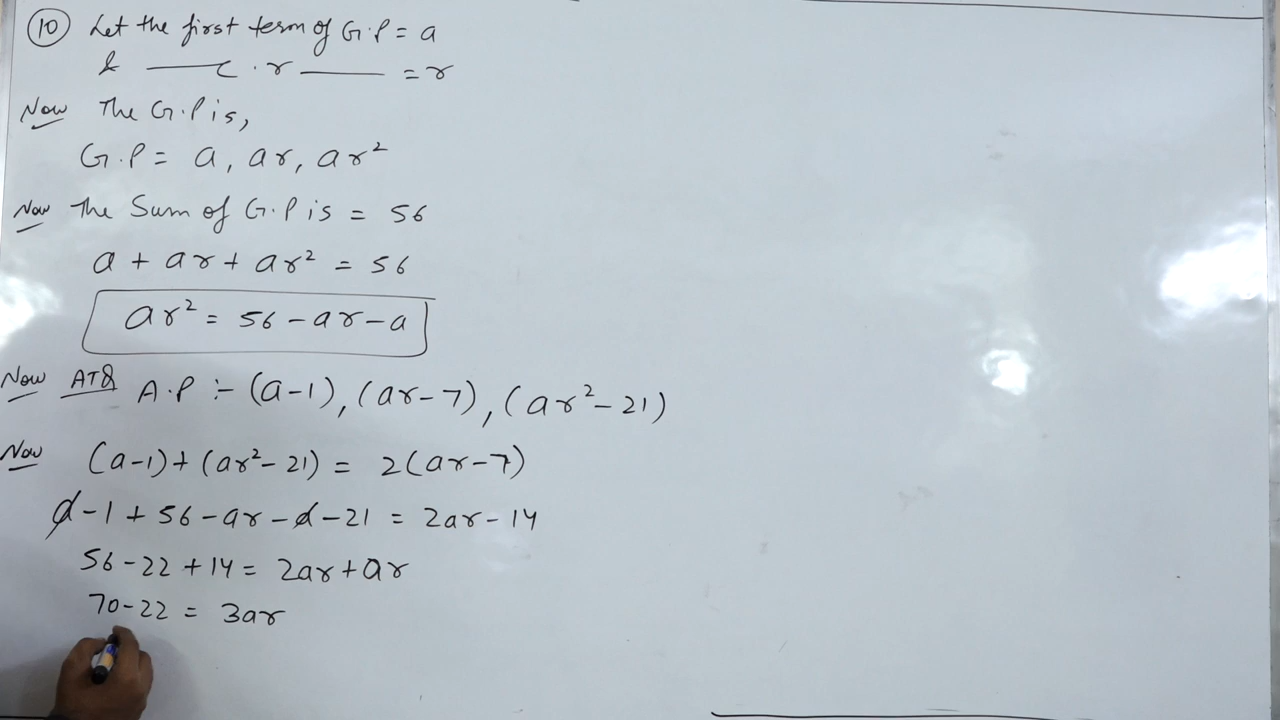 (10) Let the first term of G.P = a
& —— C.r —— = r
Now The G.P is,
G.P = a, ar, ar²
Now The Sum of G.P is = 56
a + ar + ar² = 56
ar² = 56 - ar - a
Now ATQ A.P :- (a-1), (ar-7), (ar²-21)
Now (a-1) + (ar²-21) = 2(ar-7)
a - 1 + 56 - ar - a - 21 = 2ar - 14
56 - 22 + 14 = 2ar + ar
70 - 22 = 3ar